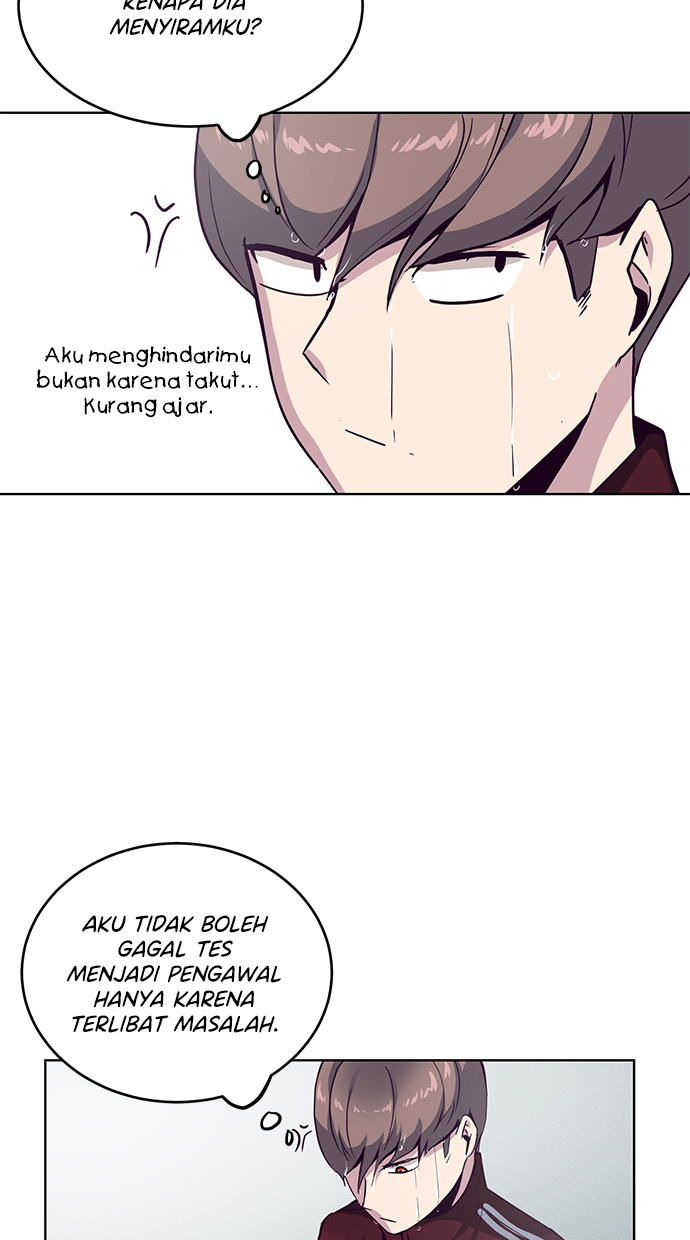 KENAPA DIA
MENYIRAMKU?
Aku menghindarimu
bukan karena takut...
Kurang ajar.
AKU TIDAK BOLEH
GAGAL TES
MENJADI PENGAWAL
HANYA KARENA
TERLIBAT MASALAH.